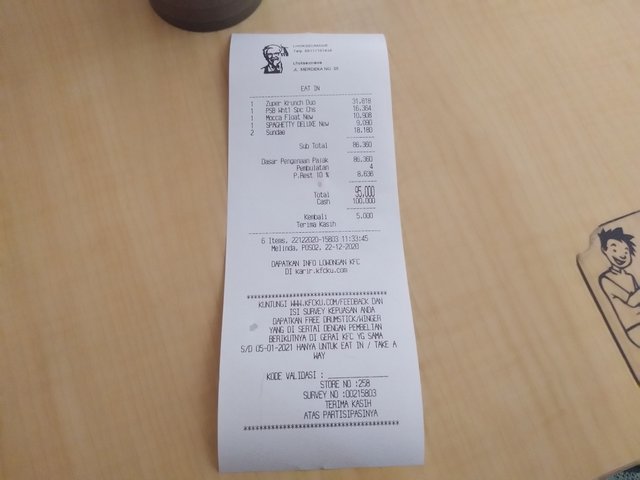 Lhokseumawe
JL MERDEKA NO
EAT IN
1 Zuper Krunch Duo 31.818
1 PSB Wht1 Spc Chs 16.364
1 Mocca Float New 10.908
1 SPAGHETTY DELUXE New 9.090
2 Sundae 18.180
Sub Total 86.360
Dasar Pengenaan Pajak 86.360
Pembulatan 4
P.Rest 10 % 8.636
Total 95.000
Cash 100.000
Kembali 5.000
Terima Kasih
6 Items, 22122020-15803 11:33:45
Melinda, POS02, 22-12-2020
DAPATKAN INFO LOWONGAN KFC
DI karir.kfcku.com
KUNTUNGI WWW.KFCKU.COM/FEEDBACK DAN
ISI SURVEY KEPUASAN ANDA
DAPATKAN FREE DRUMSTICK/WINGER
YANG DI SERTAI DENGAN PEMBELIAN
BERIKUTNYA DI GERAI KFC YG SAMA
S/D 05-01-2021 HANYA UNTUK EAT IN / TAKE A
WAY
KODE VALIDASI : _______________
STORE NO :258
SURVEY NO :00215803
TERIMA KASIH
ATAS PARTISIPASINYA